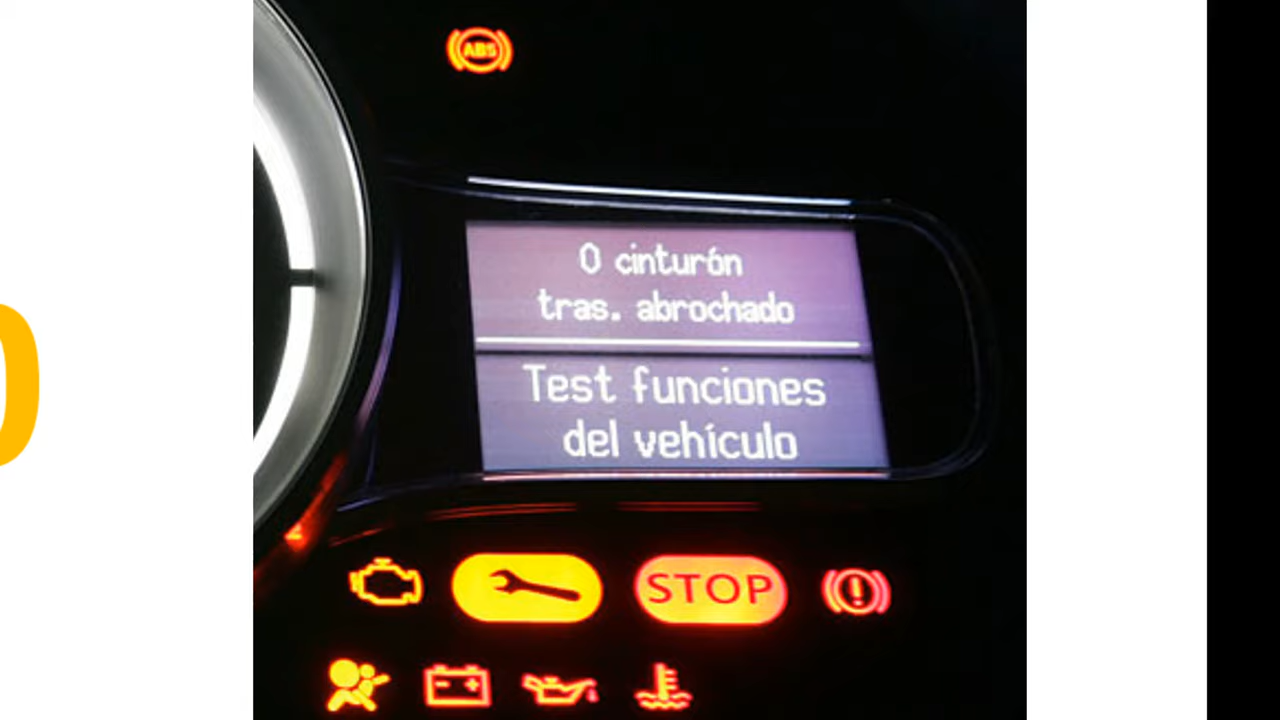 ABS
0 cinturón
tras. abrochado
Test funciones
del vehículo
STOP